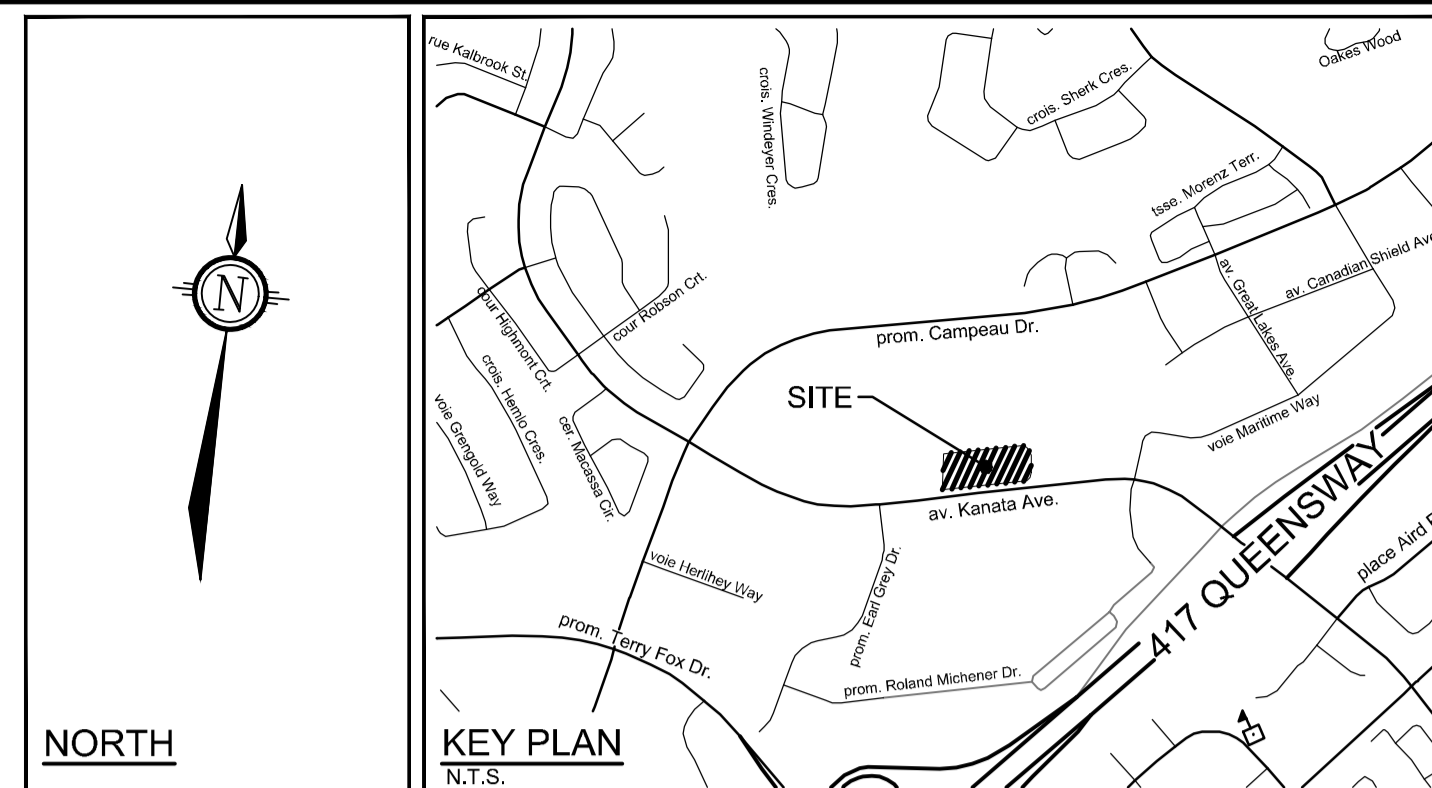 N
NORTH
rue Kalbrook St.
crois. Windeyer Cres.
crois. Sherk Cres.
Oakes Wood
tsse. Morenz Terr.
av. Canadian Shield Ave
av. Great Lakes Ave.
cour Robson Crt.
cour Highmont Crt.
crois. Hemlo Cres.
voie Grengold Way
cer. Macassa Cir.
prom. Campeau Dr.
SITE
voie Maritime Way
av. Kanata Ave.
417 QUEENSWAY
place Aird
voie Herlihey Way
prom. Earl Grey Dr.
prom. Terry Fox Dr.
prom. Roland Michener Dr.
KEY PLAN
N.T.S.